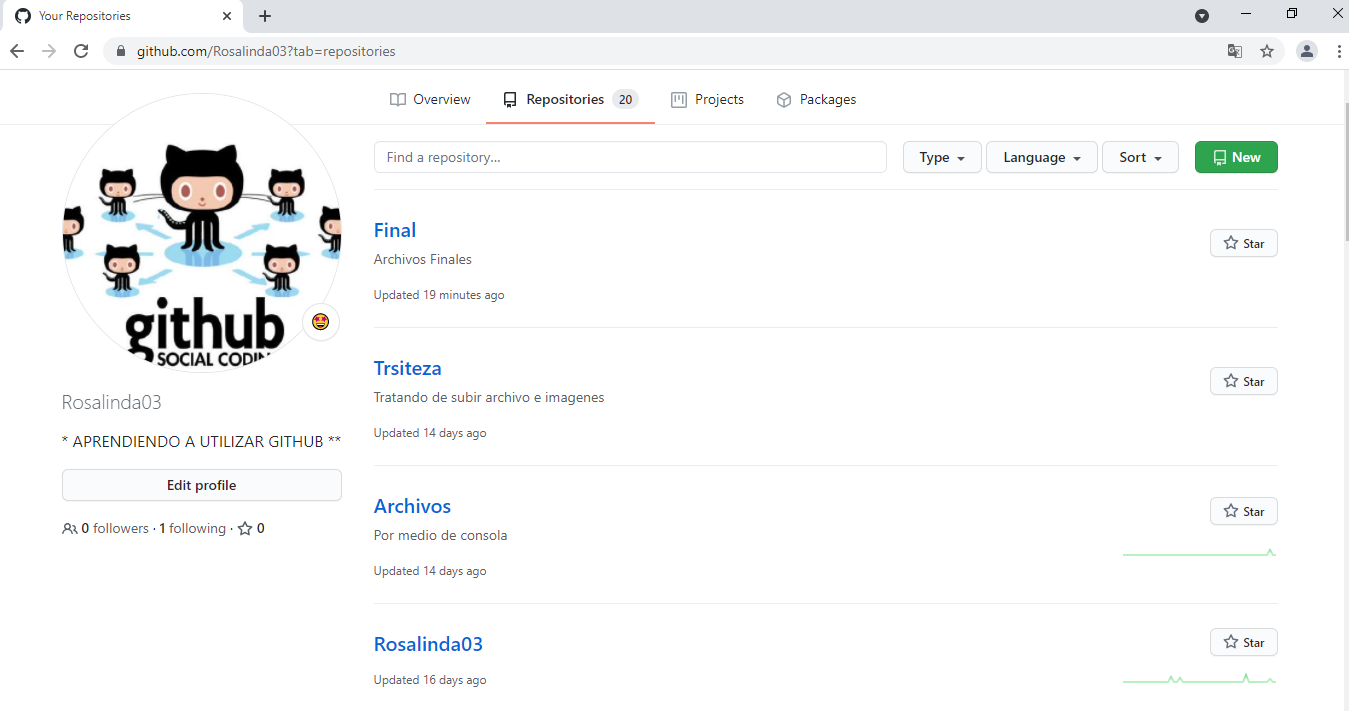 Your Repositories
github.com/Rosalinda03?tab=repositories
Overview
Repositories 20
Projects
Packages
Find a repository...
Type
Language
Sort
New
github
SOCIAL CODIN
Rosalinda03
* APRENDIENDO A UTILIZAR GITHUB **
Edit profile
0 followers · 1 following · 0
Final
Star
Archivos Finales
Updated 19 minutes ago
Trsiteza
Star
Tratando de subir archivo e imagenes
Updated 14 days ago
Archivos
Star
Por medio de consola
Updated 14 days ago
Rosalinda03
Star
Updated 16 days ago